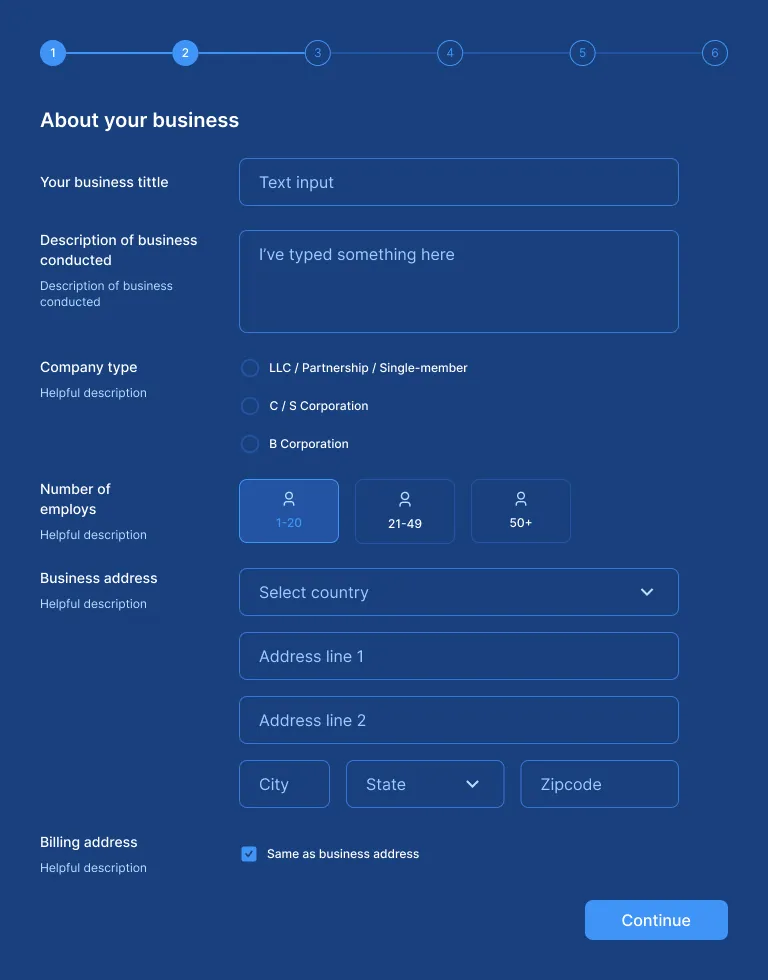 1 2 3 4 5 6
About your business
Your business tittle
Text input
Description of business
conducted
Description of business
conducted
I've typed something here
Company type
Helpful description
LLC / Partnership / Single-member
C / S Corporation
B Corporation
Number of
employs
Helpful description
1-20
21-49
50+
Business address
Helpful description
Select country
Address line 1
Address line 2
City
State
Zipcode
Billing address
Helpful description
Same as business address
Continue